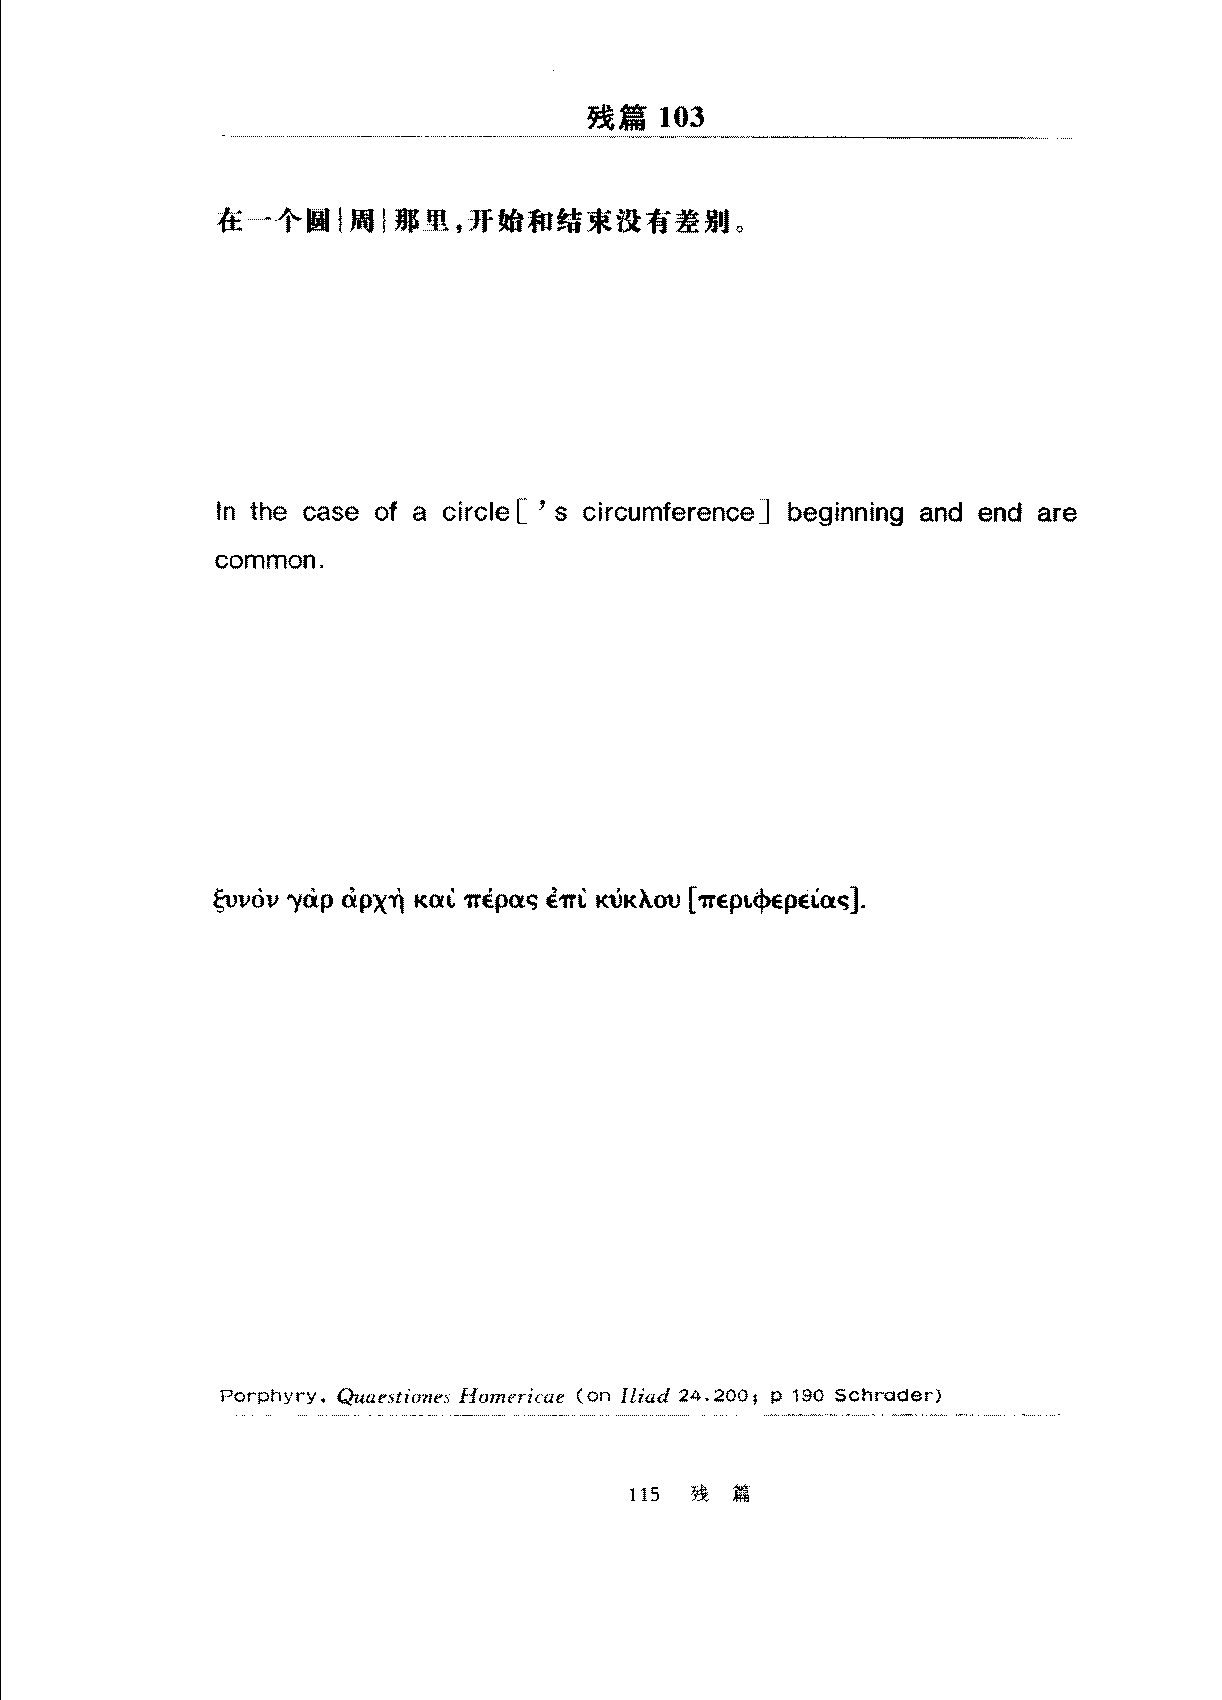 残篇 103
在一个圆{周}那里,开始和结束没有差别。
In the case of a circle[’s circumference] beginning and end are
common.
ξυνὸν γὰρ ἀρχὴ καὶ πέρας ἐπὶ κύκλου [περιφερείας].
Porphyry, Quaestiones Homericae (on Iliad 24.200; p 190 Schrader)
115 残 篇